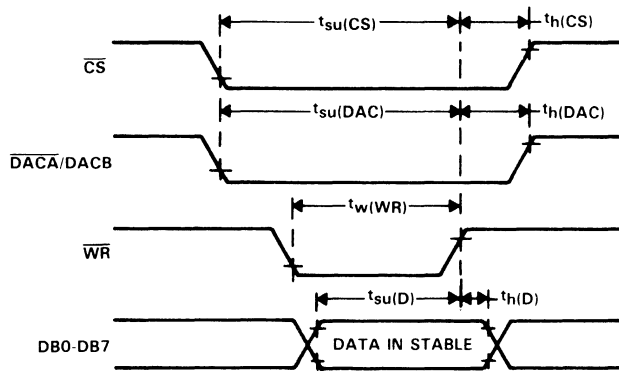 tsu(CS) th(CS)
CS
tsu(DAC) th(DAC)
DACA/DACB
tw(WR)
WR
tsu(D) th(D)
DB0-DB7 DATA IN STABLE